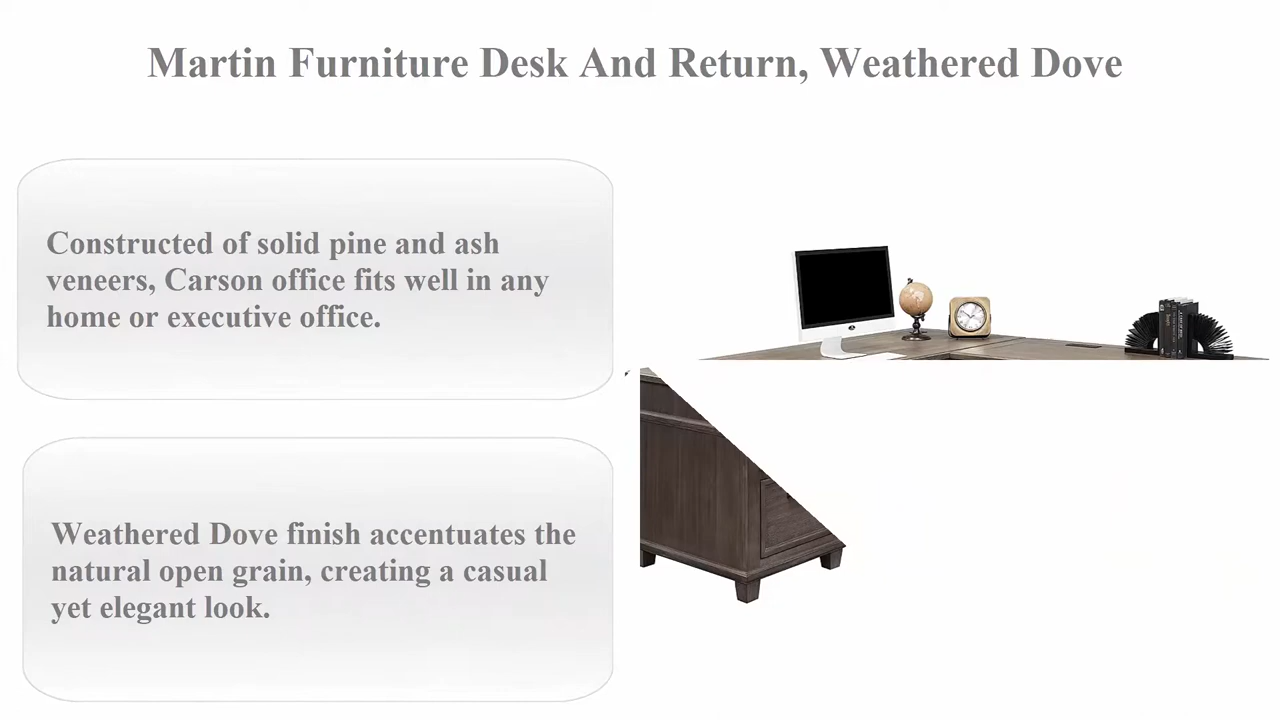 Martin Furniture Desk And Return, Weathered Dove
Constructed of solid pine and ash
veneers, Carson office fits well in any
home or executive office.
Weathered Dove finish accentuates the
natural open grain, creating a casual
yet elegant look.